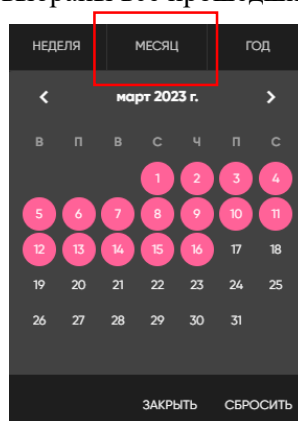 НЕДЕЛЯ МЕСЯЦ ГОД
< март 2023 г. >
В П В С Ч П С
1 2 3 4
5 6 7 8 9 10 11
12 13 14 15 16 17 18
19 20 21 22 23 24 25
26 27 28 29 30 31
ЗАКРЫТЬ СБРОСИТЬ